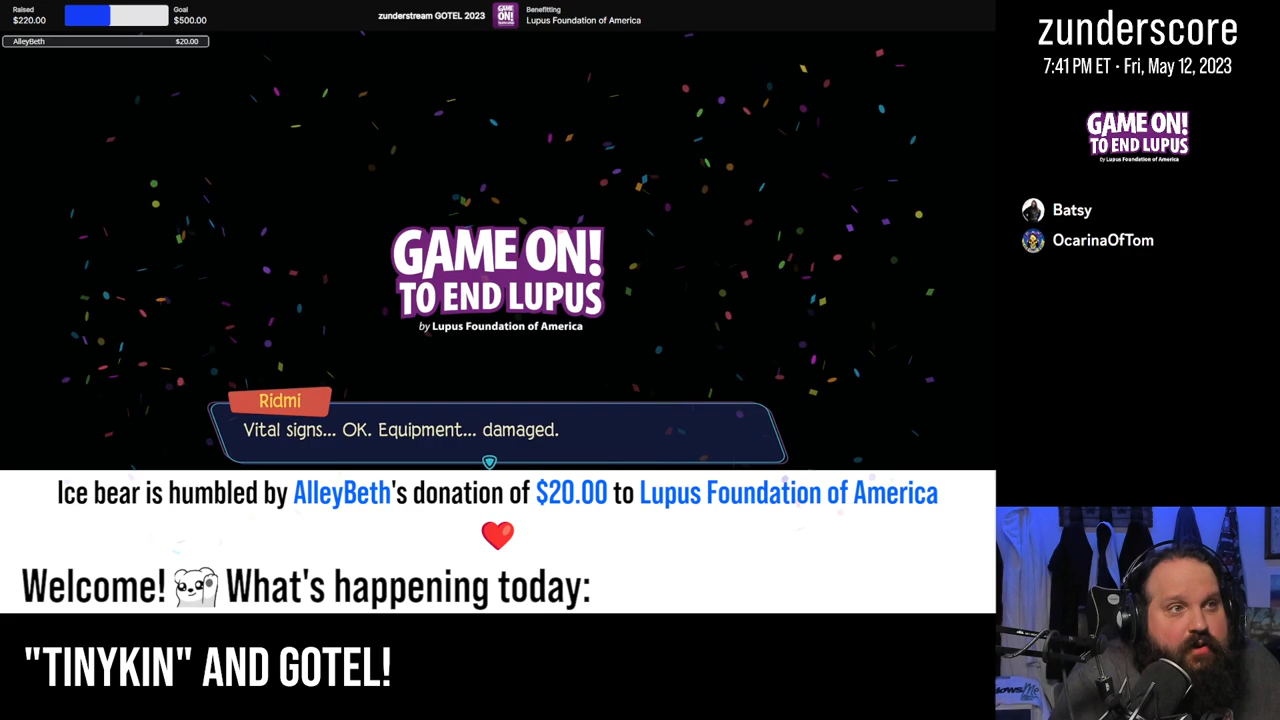 Raised
$220.00
Goal
$500.00
zunderstream GOTEL 2023
GAME ON!
Benefitting
Lupus Foundation of America
AlleyBeth
$20.00
zunderscore
7:41 PM ET · Fri, May 12, 2023
GAME ON!
TO END LUPUS
by Lupus Foundation of America
Batsy
OcarinaOfTom
GAME ON!
TO END LUPUS
by Lupus Foundation of America
Ridmi
Vital signs... OK. Equipment... damaged.
Ice bear is humbled by AlleyBeth's donation of $20.00 to Lupus Foundation of America
Welcome! What's happening today:
"TINYKIN" AND GOTEL!